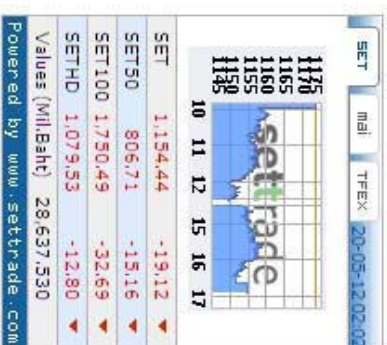 SET mai TFEX 20-05-12 02:02
1175
1170
1165
1160
1155
1150
1145
settrade
10 11 12 15 16 17
SET 1,154.44 -19.12
SET50 806.71 -15.16
SET100 1,750.49 -32.69
SETHD 1,079.53 -12.80
Values (Mil.Baht) 28,637.530
Powered by www.settrade.com